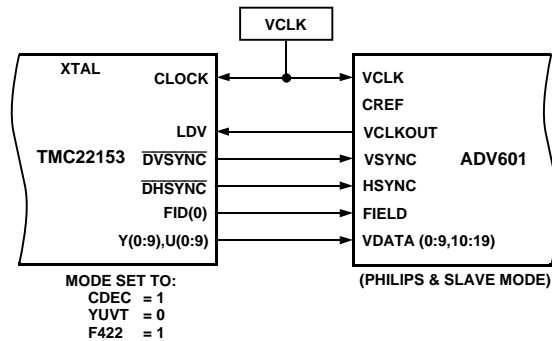 VCLK
XTAL
CLOCK
VCLK
CREF
LDV
VCLKOUT
TMC22153
DVSYNC
VSYNC
ADV601
DHSYNC
HSYNC
FID(0)
FIELD
Y(0:9),U(0:9)
VDATA (0:9,10:19)
MODE SET TO:
CDEC = 1
YUVT = 0
F422 = 1
(PHILIPS & SLAVE MODE)